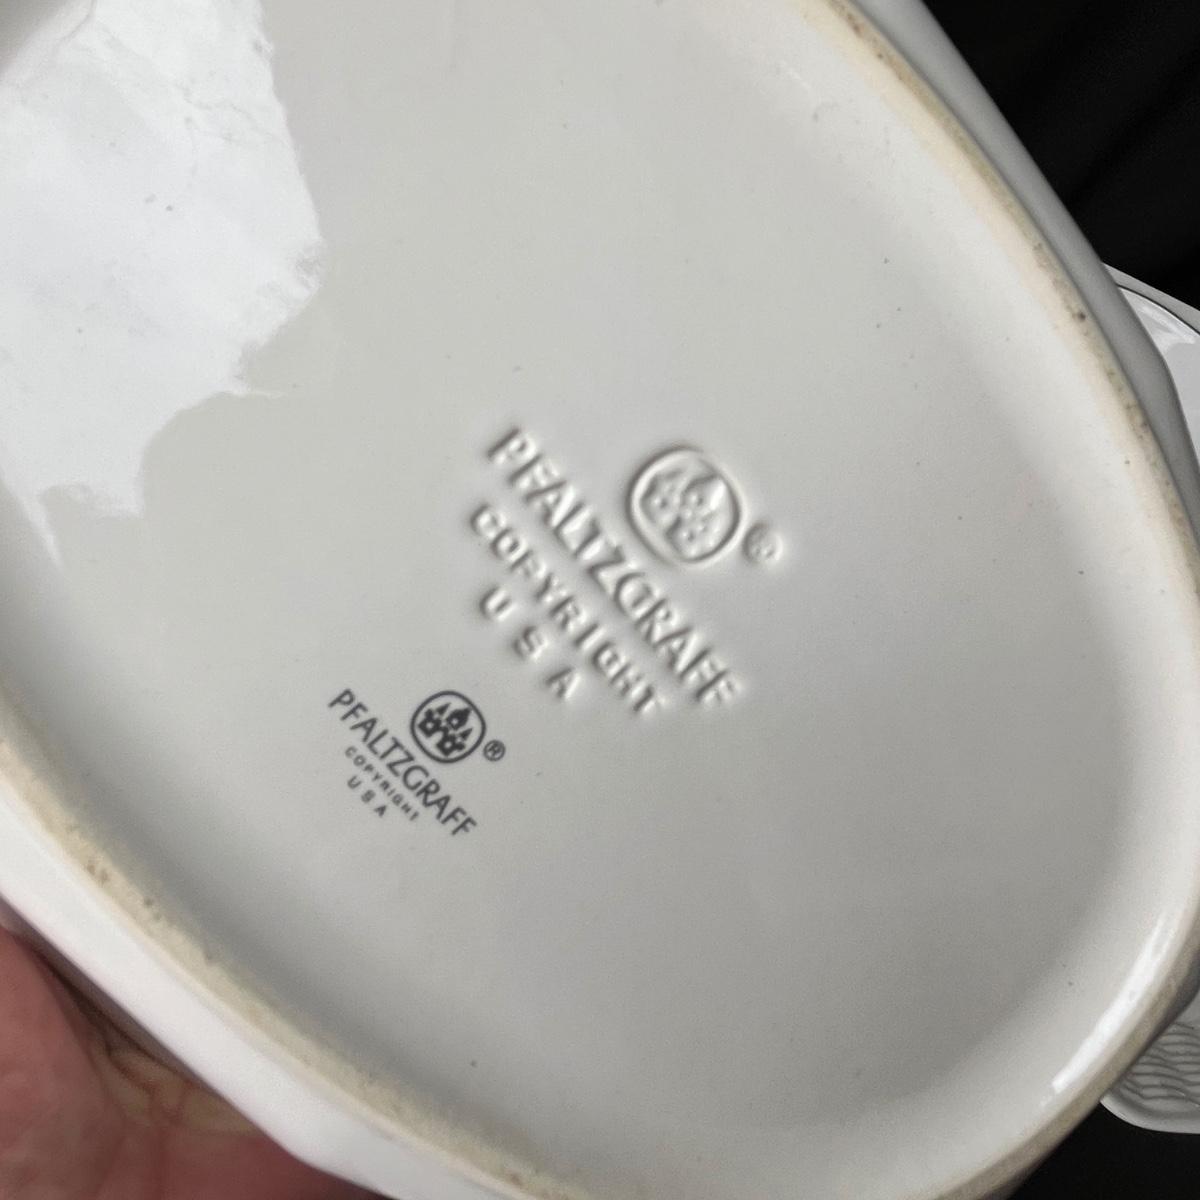 ®
PFALTZGRAFF
COPYRIGHT
U S A
®
PFALTZGRAFF
COPYRIGHT
U S A